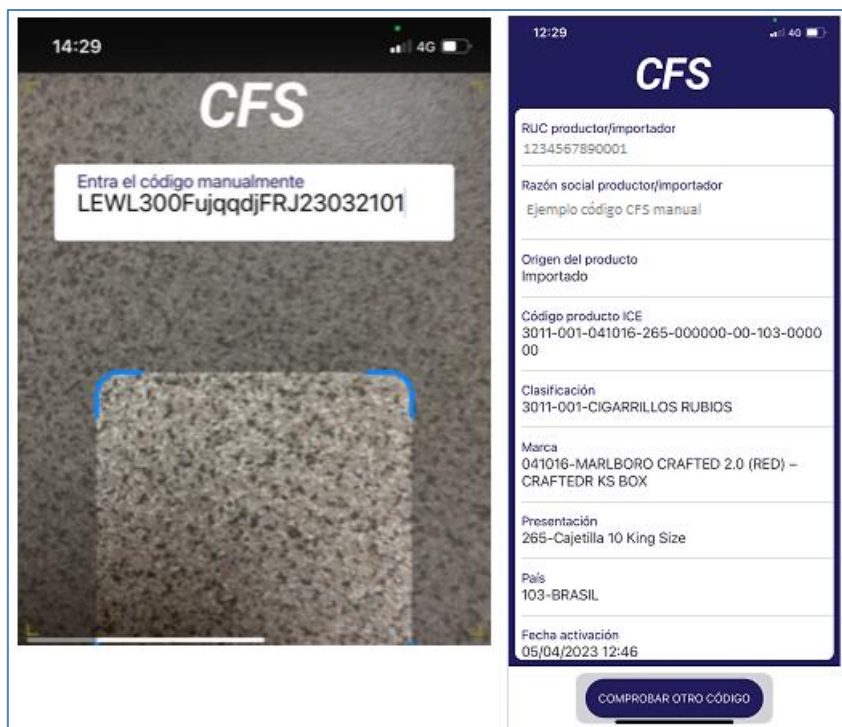 14:29
4G
CFS
Entra el código manualmente
LEWL300FujqqdjFRJ23032101
12:29
4G
CFS
RUC productor/importador
1234567890001
Razón social productor/importador
Ejemplo código CFS manual
Origen del producto
Importado
Código producto ICE
3011-001-041016-265-000000-00-103-0000
00
Clasificación
3011-001-CIGARRILLOS RUBIOS
Marca
041016-MARLBORO CRAFTED 2.0 (RED) –
CRAFTEDR KS BOX
Presentación
265-Cajetilla 10 King Size
País
103-BRASIL
Fecha activación
05/04/2023 12:46
COMPROBAR OTRO CÓDIGO